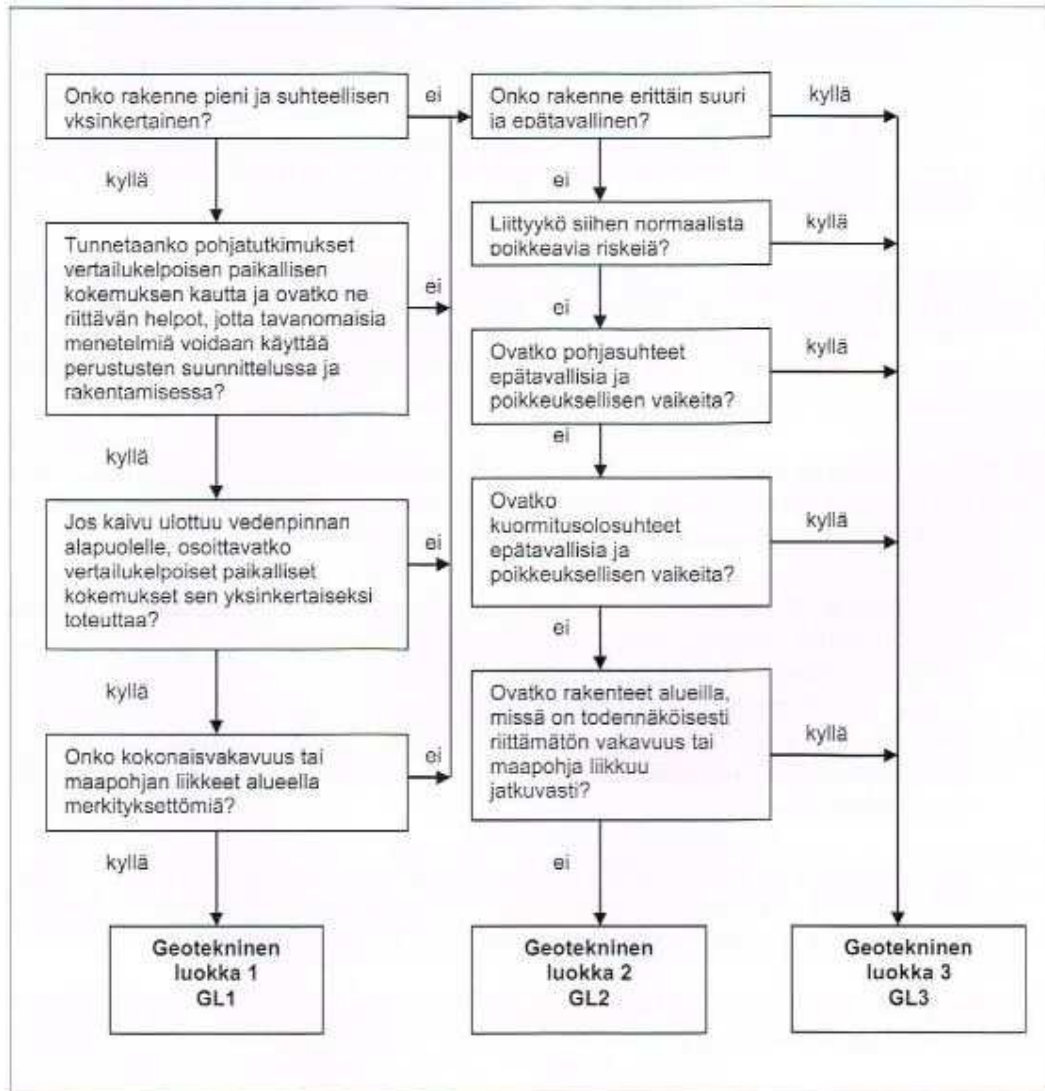 Onko rakenne pieni ja suhteellisen
yksinkertainen?
ei
Onko rakenne erittäin suuri
ja epätavallinen?
kyllä
kyllä
ei
Tunnetaanko pohjatutkimukset
vertailukelpoisen paikallisen
kokemuksen kautta ja ovatko ne
riittävän helpot, jotta tavanomaisia
menetelmiä voidaan käyttää
perustusten suunnittelussa ja
rakentamisessa?
ei
Liittyykö siihen normaalista
poikkeavia riskejä?
kyllä
ei
Ovatko pohjasuhteet
epätavallisia ja
poikkeuksellisen vaikeita?
kyllä
kyllä
ei
Jos kaivu ulottuu vedenpinnan
alapuolelle, osoittavatko
vertailukelpoiset paikalliset
kokemukset sen yksinkertaiseksi
toteuttaa?
ei
Ovatko
kuormitusolosuhteet
epätavallisia ja
poikkeuksellisen vaikeita?
kyllä
kyllä
ei
Onko kokonaisvakavuus tai
maapohjan liikkeet alueella
merkityksettömiä?
ei
Ovatko rakenteet alueilla,
missä on todennäköisesti
riittämätön vakavuus tai
maapohja liikkuu
jatkuvasti?
kyllä
kyllä
ei
Geotekninen
luokka 1
GL1
Geotekninen
luokka 2
GL2
Geotekninen
luokka 3
GL3